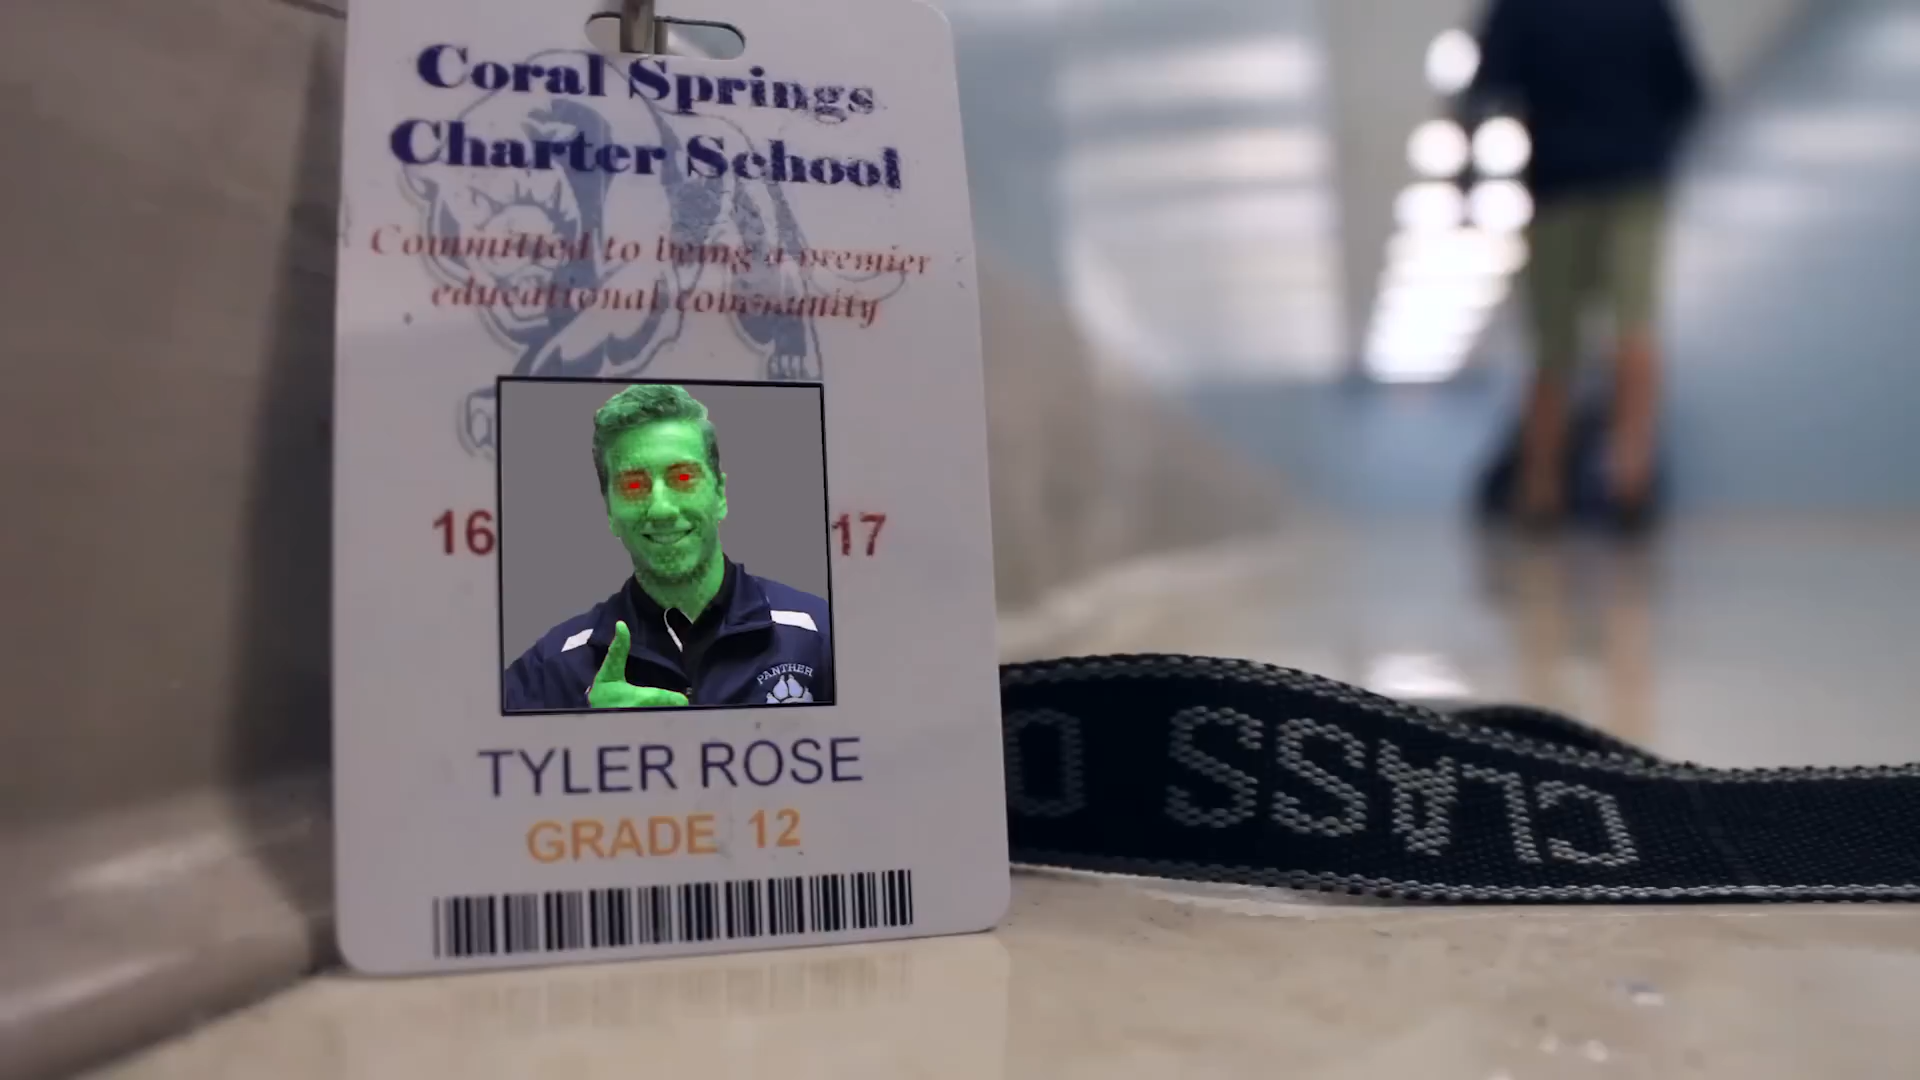 Coral Springs
Charter School
Committed to being a premier
educational community
16 17
PANTHER
TYLER ROSE
GRADE 12
CLASS O